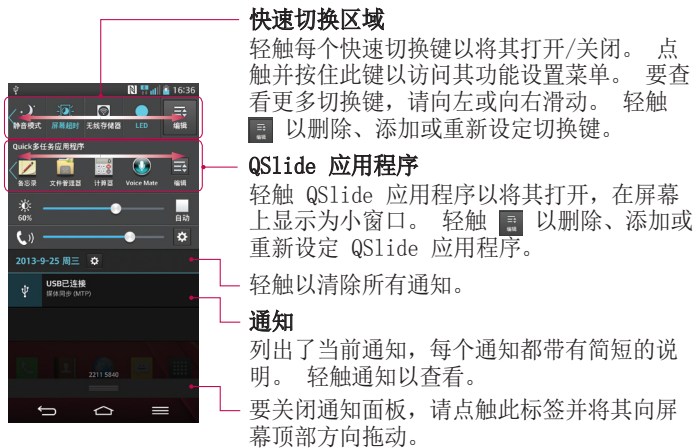 快速切换区域
轻触每个快速切换键以将其打开/关闭。 点
触并按住此键以访问其功能设置菜单。 要查
看更多切换键，请向左或向右滑动。 轻触
以删除、添加或重新设定切换键。
QSlide 应用程序
轻触 QSlide 应用程序以将其打开，在屏幕
上显示为小窗口。 轻触 以删除、添加或
重新设定 QSlide 应用程序。
轻触以清除所有通知。
通知
列出了当前通知，每个通知都带有简短的说
明。 轻触通知以查看。
要关闭通知面板，请点触此标签并将其向屏
幕顶部方向拖动。
16:36
静音模式 屏幕超时 无线存储器 LED 编辑
Quick多任务应用程序
备忘录 文件管理器 计算器 Voice Mate 编辑
60% 自动
2013-9-25 周三
USB已连接
媒体同步 (MTP)
2211 5840